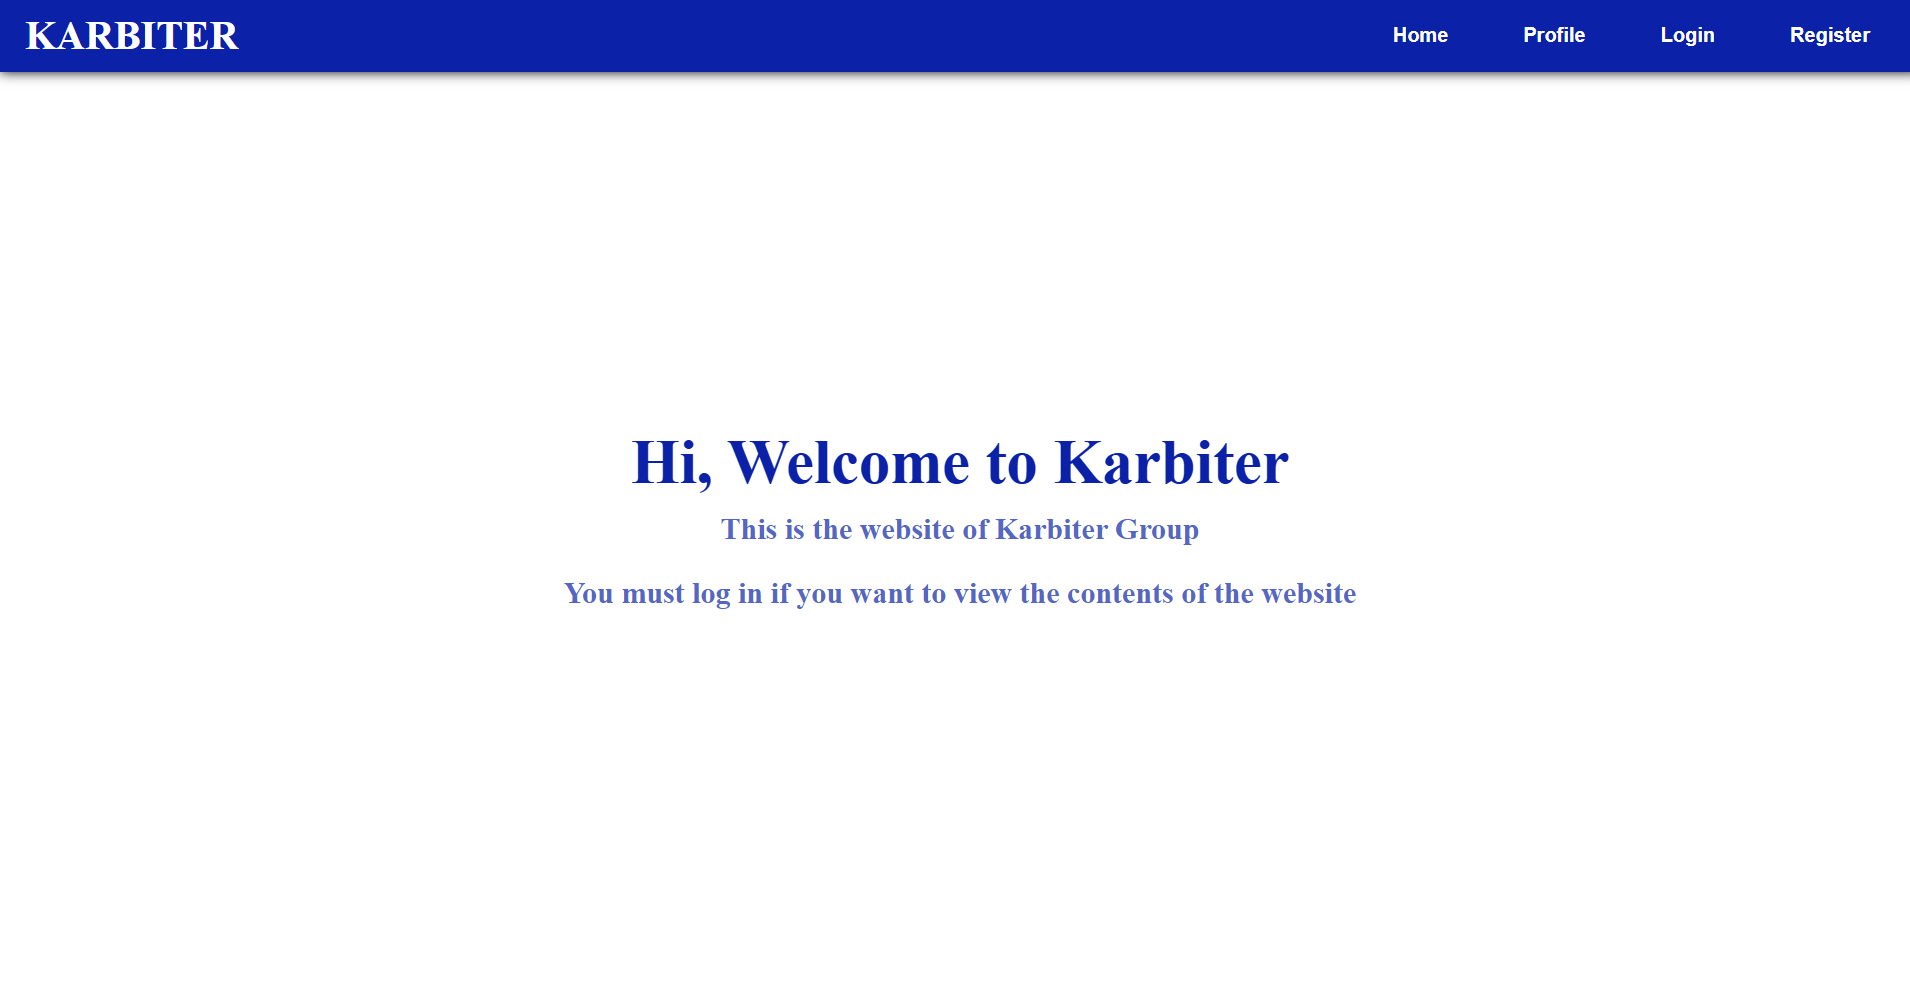 KARBITER
Home Profile Login Register
Hi, Welcome to Karbiter
This is the website of Karbiter Group
You must log in if you want to view the contents of the website